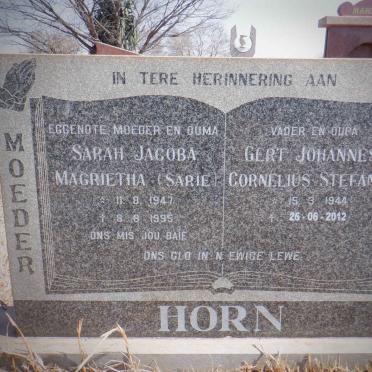 IN TERE HERINNERING AAN
MOEDER
EGGENOTE MOEDER EN OUMA
SARAH JACOBA
MAGRIETHA (SARIE)
* 11. 8. 1947
† 8. 8. 1995
ONS MIS JOU BAIE
VADER EN OUPA
GERT JOHANNES
CORNELIUS STEFAN
* 15. 3. 1944
† 26-06-2012
ONS GLO IN N EWIGE LEWE
HORN